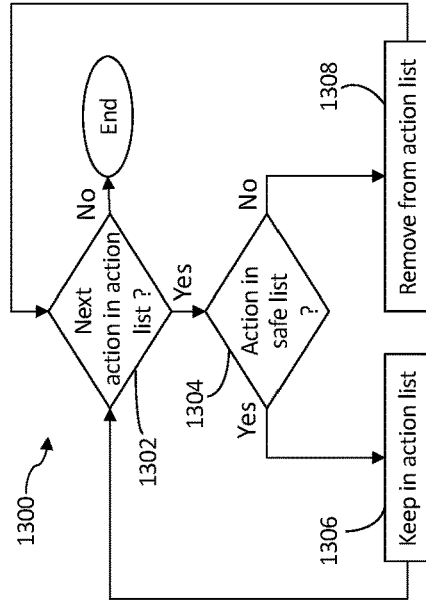 1300
Next
action in action
list ?
1302
No
End
Yes
Action in
safe list
?
1304
Yes
No
Keep in action list
1306
Remove from action list
1308